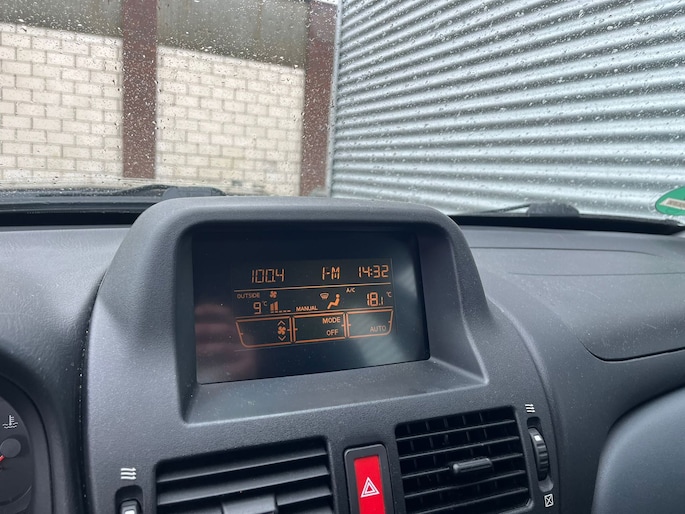 100.4 1-M 14:32
OUTSIDE A/C
9°C MANUAL 18.1°C
MODE
OFF AUTO